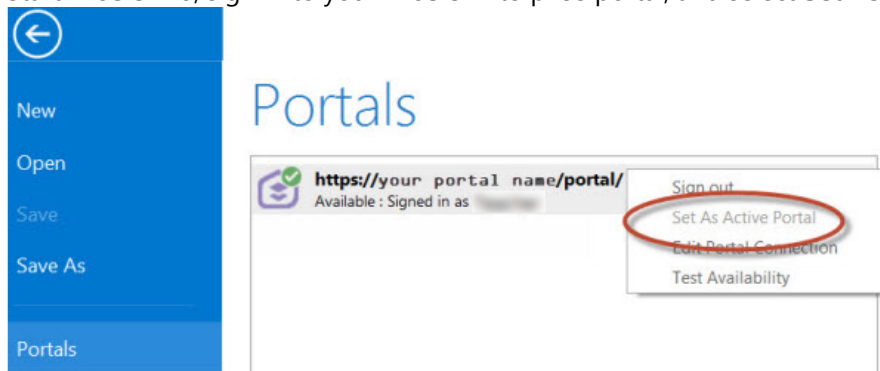 New
Open
Save
Save As
Portals
Portals
https://your portal name/portal/
Available : Signed in as
Sign out
Set As Active Portal
Edit Portal Connection
Test Availability